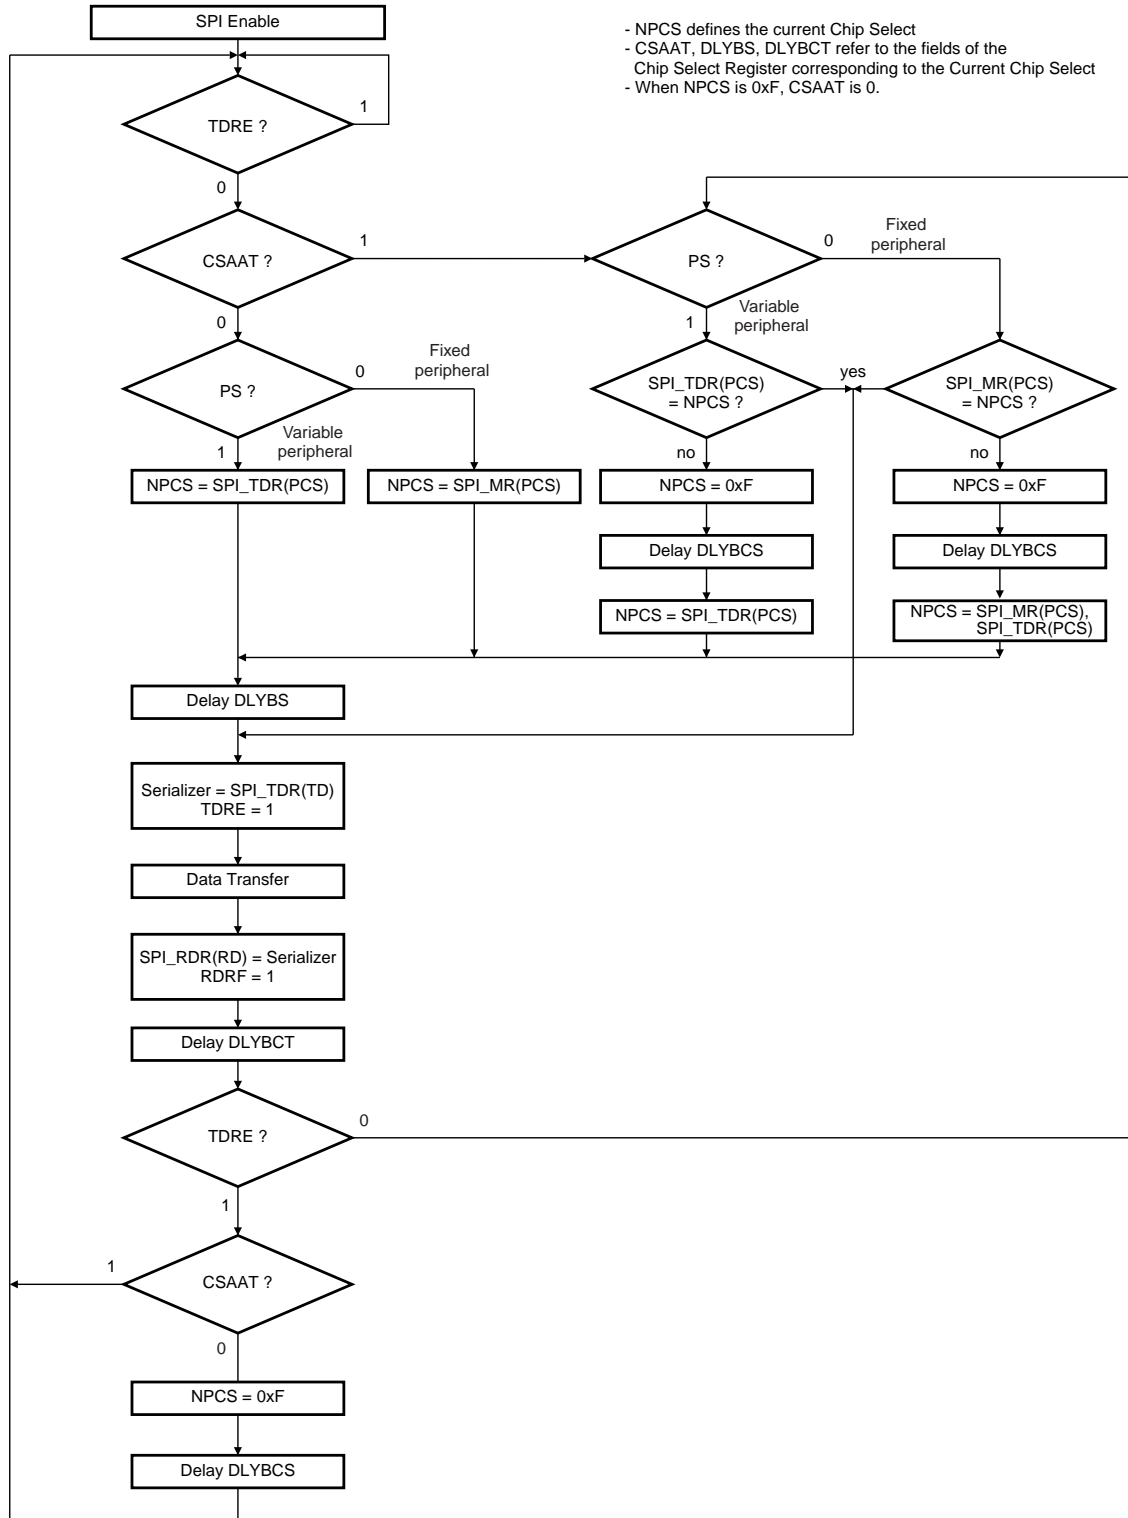 SPI Enable
- NPCS defines the current Chip Select
- CSAAT, DLYBS, DLYBCT refer to the fields of the
Chip Select Register corresponding to the Current Chip Select
- When NPCS is 0xF, CSAAT is 0.
TDRE ?
1
0
CSAAT ?
1
PS ?
0
Fixed
peripheral
0
1
Variable
peripheral
PS ?
0
Fixed
peripheral
SPI_TDR(PCS)
= NPCS ?
yes
SPI_MR(PCS)
= NPCS ?
1
Variable
peripheral
no
no
NPCS = SPI_TDR(PCS)
NPCS = SPI_MR(PCS)
NPCS = 0xF
NPCS = 0xF
Delay DLYBCS
Delay DLYBCS
NPCS = SPI_TDR(PCS)
NPCS = SPI_MR(PCS),
SPI_TDR(PCS)
Delay DLYBS
Serializer = SPI_TDR(TD)
TDRE = 1
Data Transfer
SPI_RDR(RD) = Serializer
RDRF = 1
Delay DLYBCT
TDRE ?
0
1
CSAAT ?
1
0
NPCS = 0xF
Delay DLYBCS